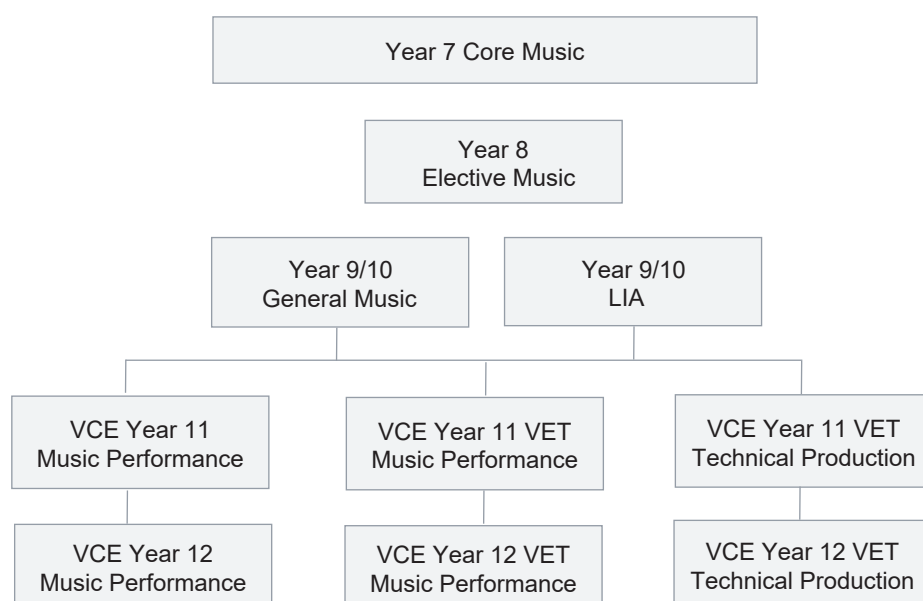 Year 7 Core Music
Year 8
Elective Music
Year 9/10
General Music
Year 9/10
LIA
VCE Year 11
Music Performance
VCE Year 11 VET
Music Performance
VCE Year 11 VET
Technical Production
VCE Year 12
Music Performance
VCE Year 12 VET
Music Performance
VCE Year 12 VET
Technical Production